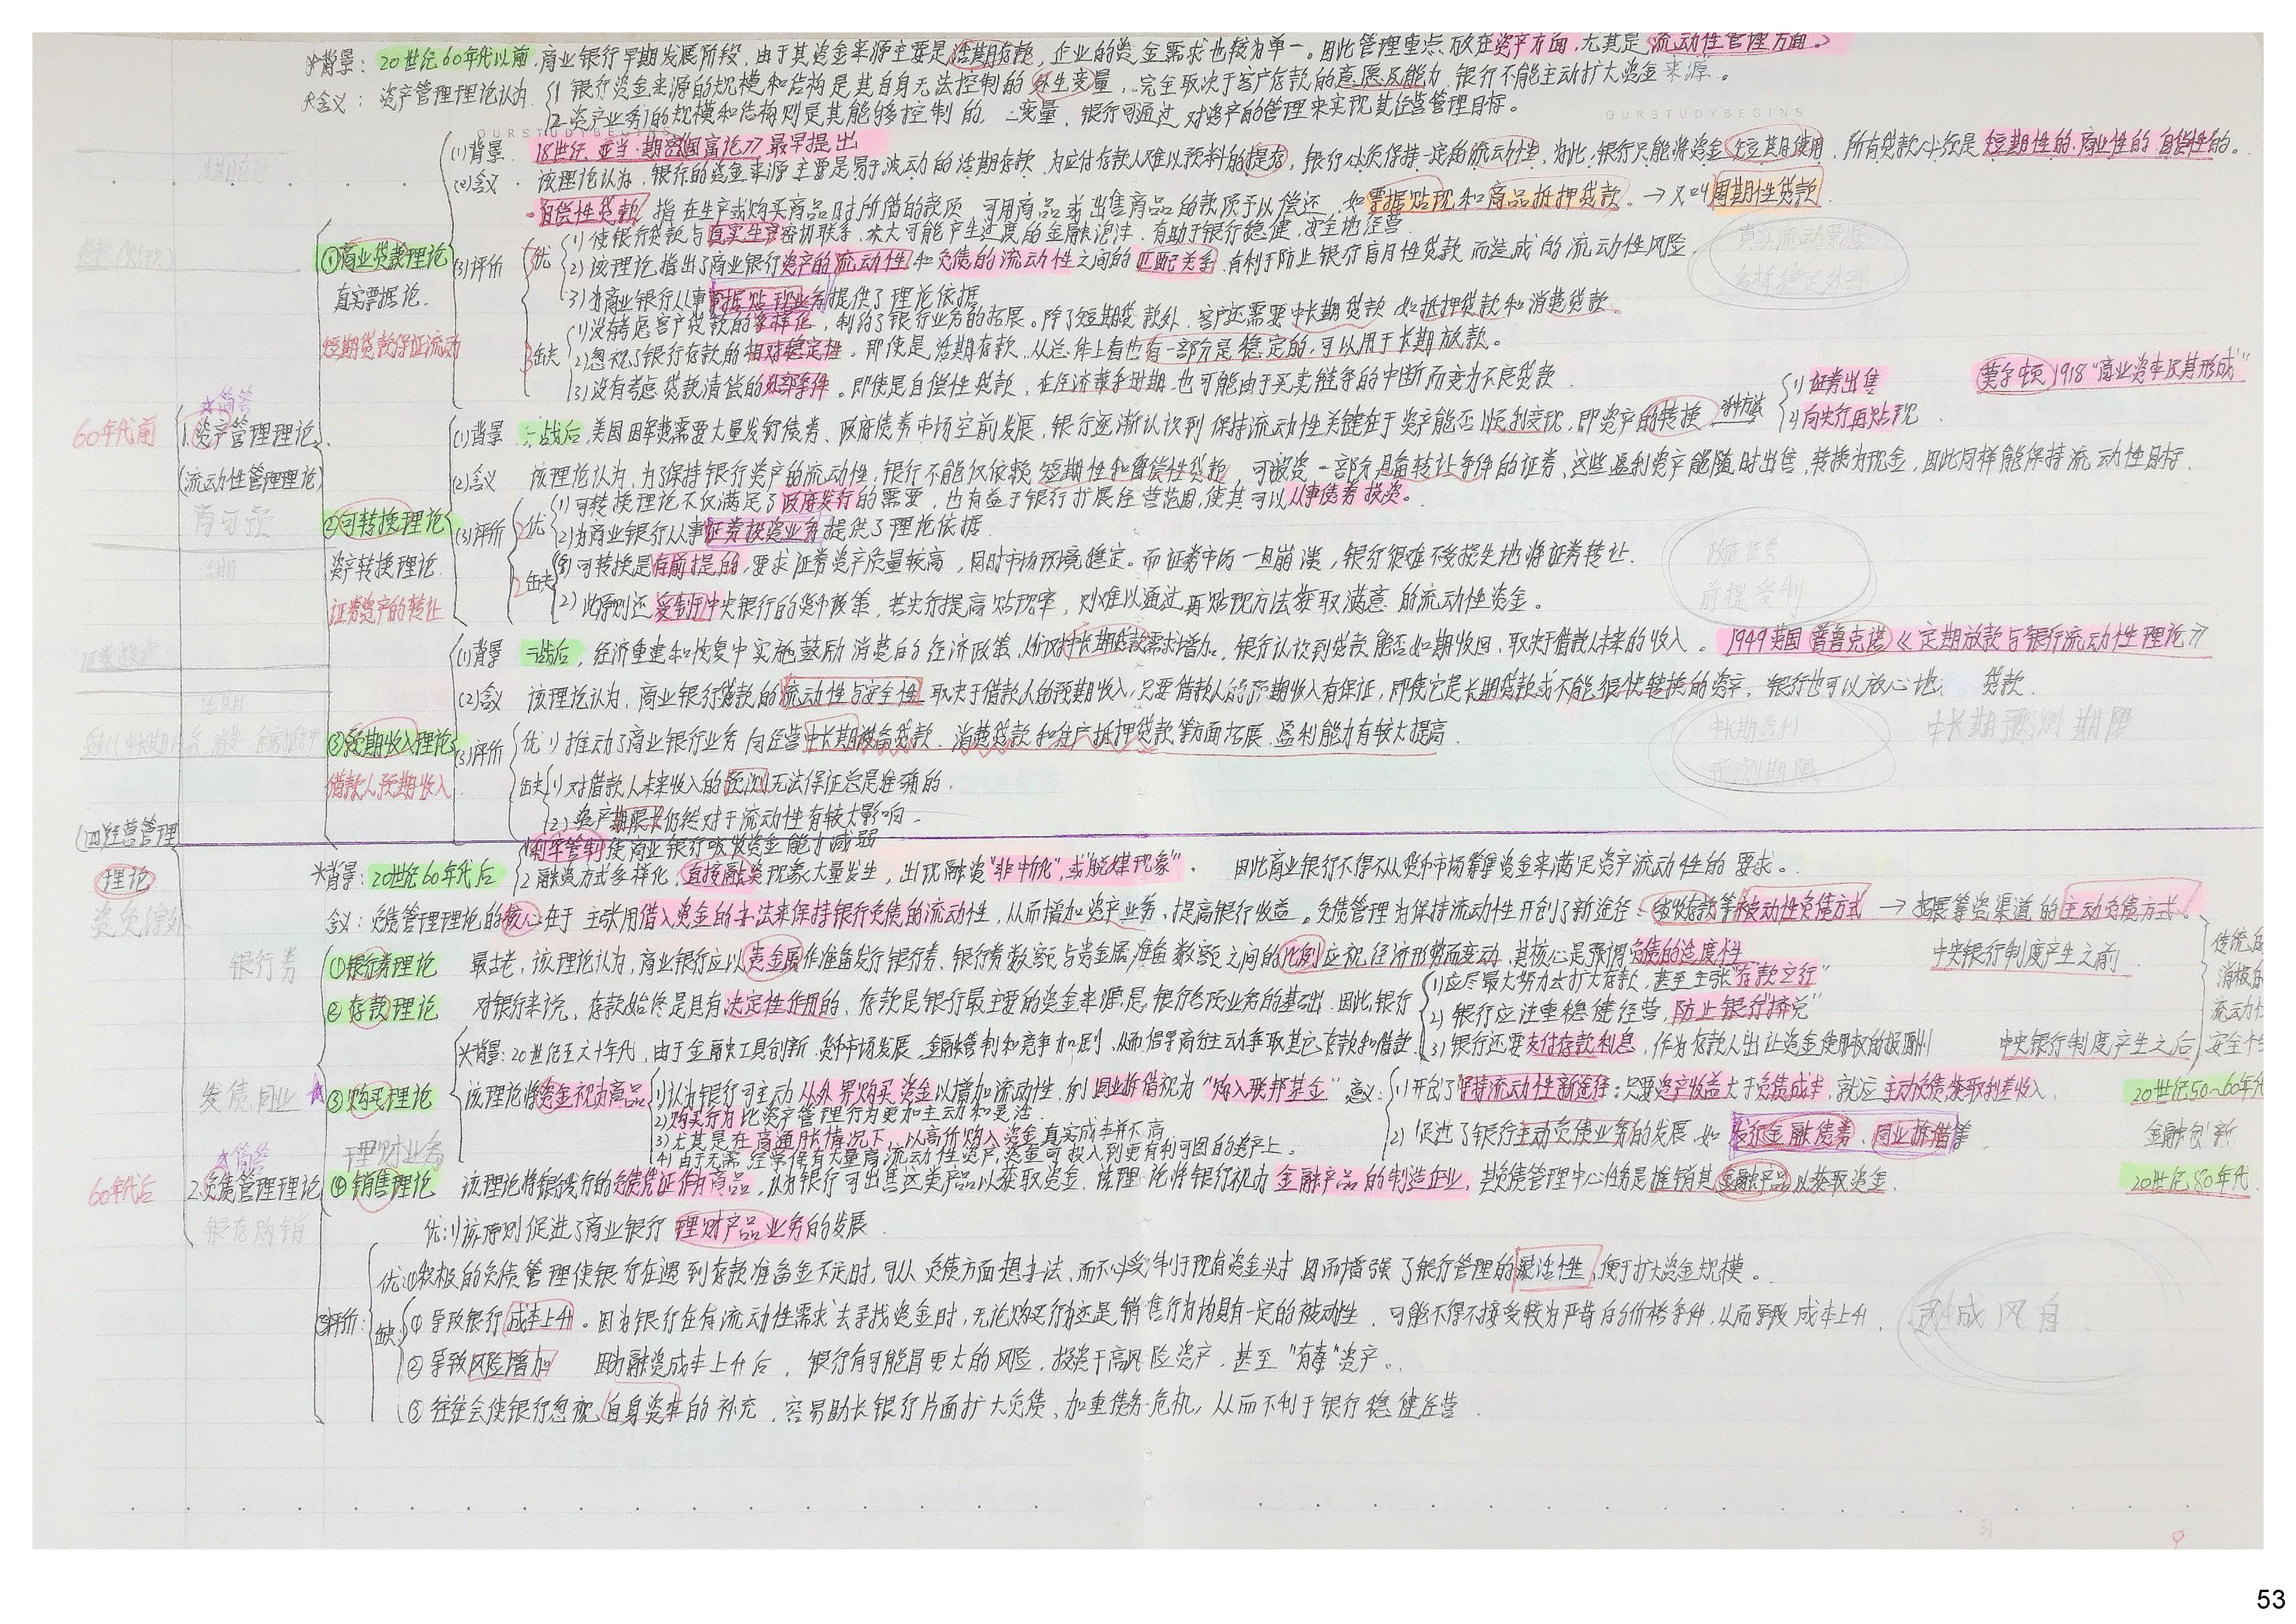 *背景：20世纪60年代以前，商业银行早期发展阶段，由于其资金来源主要是活期存款，企业的资金需求也较为单一。因此管理重点放在资产方面，尤其是流动性管理方面。
*含义：资产管理理论认为 1 银行资金来源的规模和结构是其自身无法控制的外生变量，完全取决于客户存款的意愿及能力，银行不能主动扩大资金来源。
2 资产业务的规模和结构则是其能够控制的 变量，银行可通过对资产的管理来实现其经营管理目标。
OURSTUDYBEGINS
OURSTUDYBEGINS
(1)背景 18世纪 亚当·斯密《国富论》最早提出
(2)含义 该理论认为，银行的资金来源主要是易于波动的活期存款，为应付存款人难以预料的提存，银行必须保持一定的流动性，为此，银行只能将资金短期使用，所有贷款必须是短期性的、商业性的、自偿性的。
自偿性贷款 指在生产或购买商品时所借的款项，可用商品或出售商品的款项予以偿还，如票据贴现和商品抵押贷款。→又叫周期性贷款
①商业贷款理论
真实票据论
短期贷款保证流动
(3)评价 优 1)使银行贷款与真实生产密切联系，不大可能产生过度的金融泡沫，有助于银行稳健、安全地经营
2)该理论指出了商业银行资产的流动性和负债的流动性之间的匹配关系，有利于防止银行盲目性贷款而造成的流动性风险
3)为商业银行从事票据贴现业务提供了理论依据
3缺 1)没有考虑客户贷款的多样化，制约了银行业务的拓展。除了短期贷款外，客户还需要中长期贷款 如抵押贷款和消费贷款。
2)忽视了银行存款的相对稳定性。即使是活期存款，从总体上看也有一部分是稳定的，可以用于长期放款。
3)没有考虑贷款清偿的外部条件。即使是自偿性贷款，在经济萧条时期也可能由于买卖链条的中断而变为不良贷款
60年代前
☆简答
1.资产管理理论
(流动性管理理论)
商可预
(1)背景 一战后，美国因军费需要大量发行债券、政府债券市场空前发展，银行逐渐认识到保持流动性关键在于资产能否顺利变现，即资产的转换 2种方法 1)证券出售
2)向央行再贴现
莫尔顿1918“商业资本及其形成”
(2)含义 该理论认为，为了保持银行资产的流动性，银行不能仅依赖短期性和自偿性贷款，可投资一部分具备转让条件的证券，这些盈利资产能随时出售，转换为现金，因此同样能保持流动性目标。
②可转换理论
资产转换理论
证券资产的转让
(3)评价 2优 1)可转换理论不仅满足了政府发行的需要，也有益于银行扩展经营范围，使其可以从事债券投资。
2)为商业银行从事证券投资业务提供了理论依据
2缺 1)可转换是有前提的，要求证券资产质量较高，同时市场环境稳定。而证券市场一旦崩溃，银行很难不受损失地将证券转让。
2)此原则还受制于中央银行的货币政策，若央行提高贴现率，则难以通过再贴现方法获取满意的流动性资金。
政府证券
前提受制
(1)背景 二战后，经济重建和恢复中实施鼓励消费的经济政策，人们对中长期贷款需求增加，银行认识到贷款能否如期收回，取决于借款人未来的收入。1949美国 普鲁克诺《定期放款与银行流动性理论》
(2)含义 该理论认为，商业银行贷款的流动性与安全性取决于借款人的预期收入，只要借款人的预期收入有保证，即使它是长期贷款或不能很快转换的资产，银行也可以放心地 贷款。
③预期收入理论
借款人预期收入
(3)评价 优 1)推动了商业银行业务向经营中长期设备贷款、消费贷款和房产抵押贷款等方面拓展，盈利能力有较大提高
缺 1)对借款人未来收入的预测无法保证总是准确的。
2)资产期限长仍然对于流动性有较大影响。
中长期盈利
预测期限
中长期预测 期限
(四)经营管理
理论
*背景：20世纪60年代后 1 利率管制使商业银行吸收资金能力减弱
2 融资方式多样化，直接融资现象大量发生，出现融资“非中介化”或“脱媒现象”。因此商业银行不得不从货币市场筹集资金来满足资产流动性的要求。
含义：负债管理理论的核心在于主张用借入资金的办法来保持银行负债的流动性，从而增加资产业务，提高银行收益。负债管理为保持流动性开创了新途径：吸收存款等被动性负债方式 → 拓展筹资渠道的主动负债方式。
银行券
①银行券理论 最古老，该理论认为，商业银行应以贵金属作准备发行银行券、银行券数额与贵金属准备数额之间的比例应视经济形势而变动，其核心是强调负债的适度性 中央银行制度产生之前
②存款理论 对银行来说，存款始终是具有决定性作用的，存款是银行最主要的资金来源，是银行各项业务的基础，因此银行 1)应尽最大努力去扩大存款，甚至主张“存款立行”
2)银行应注重稳健经营，防止银行“挤兑”
3)银行还要支付存款利息，作为存款人出让资金使用权的报酬 中央银行制度产生之后
*背景：20世纪五六十年代，由于金融工具创新、货币市场发展、金融管制和竞争加剧，从而倡导商行主动争取其它存款和借款
发债同业
③购买理论 该理论将资金视为商品 1)认为银行可主动从外界购买资金以增加流动性，例 同业拆借视为“购入联邦基金”
2)购买行为比资产管理行为更加主动和灵活
3)尤其是在高通胀情况下，以高价购入资金真实成本并不高
4)由于无需经常保有大量高流动性资产，资金可投入到更有利可图的资产上。
意义：1)开创了保持流动性新途径：只要资产收益大于负债成本，就应主动负债，获取利差收入。
2)促进了银行主动负债业务的发展，如发行金融债券、同业拆借等
20世纪50~60年代
金融创新
理财业务
60年代后
☆简答
2.负债管理理论
银存购销
④销售理论 该理论将银行发行的负债凭证作为商品，认为银行可出售这类产品以获取资金，该理论将银行视为金融产品的制造企业，其负债管理中心任务是推销其金融产品以获取资金。 20世纪80年代
优：1)该原则促进了商业银行理财产品业务的发展
评价：优：①积极的负债管理使银行在遇到存款准备金不足时，可从负债方面想办法，而不必受制于现有资金头寸，因而增强了银行管理的灵活性，便于扩大资金规模。
缺 ①导致银行成本上升。因为银行在有流动性需求去寻找资金时，无论购买行为还是销售行为均具有一定的被动性，可能不得不接受较为严苛的价格条件，从而导致成本上升
②导致风险增加 因为融资成本上升后，银行有可能冒更大的风险，投资于高风险资产，甚至“有毒”资产。
③往往会使银行忽视自身资本的补充，容易助长银行片面扩大负债、加重债务危机，从而不利于银行稳健经营
灵成风自
53